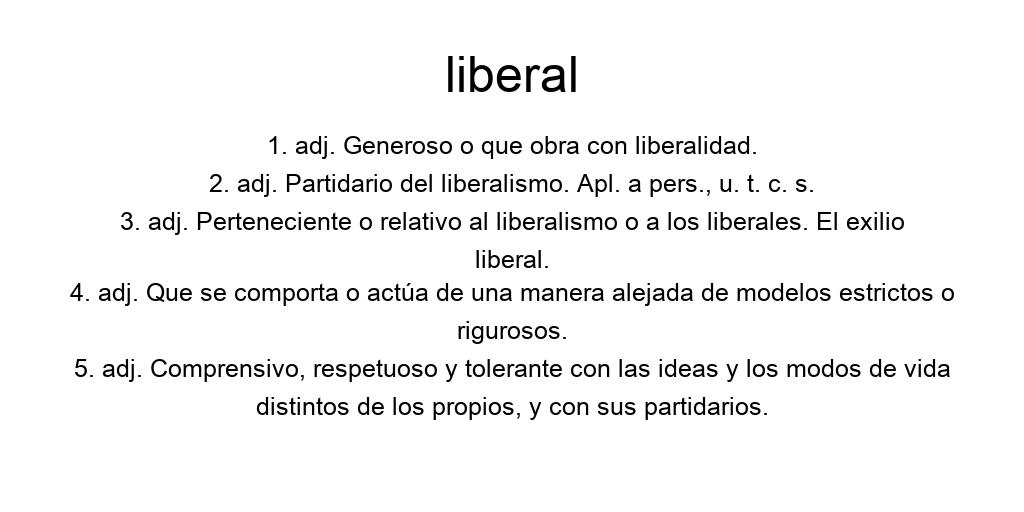 liberal
1. adj. Generoso o que obra con liberalidad.
2. adj. Partidario del liberalismo. Apl. a pers., u. t. c. s.
3. adj. Perteneciente o relativo al liberalismo o a los liberales. El exilio
liberal.
4. adj. Que se comporta o actúa de una manera alejada de modelos estrictos o
rigurosos.
5. adj. Comprensivo, respetuoso y tolerante con las ideas y los modos de vida
distintos de los propios, y con sus partidarios.